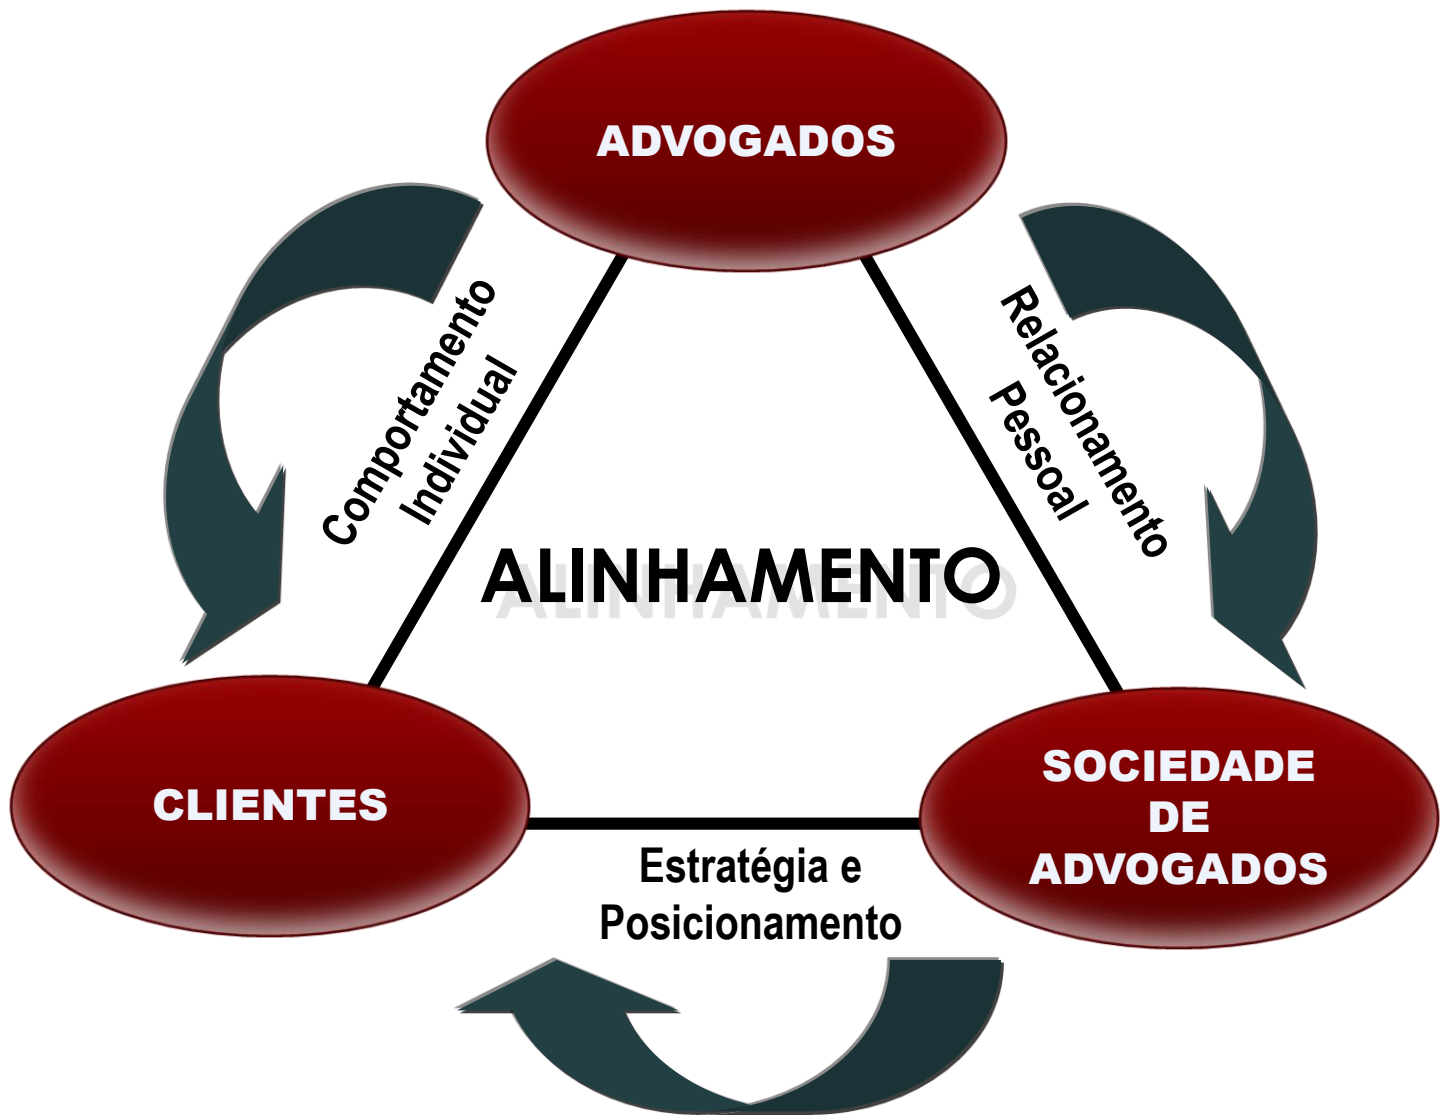 ADVOGADOS
Comportamento
Individual
Relacionamento
Pessoal
ALINHAMENTO
CLIENTES
SOCIEDADE
DE
ADVOGADOS
Estratégia e
Posicionamento